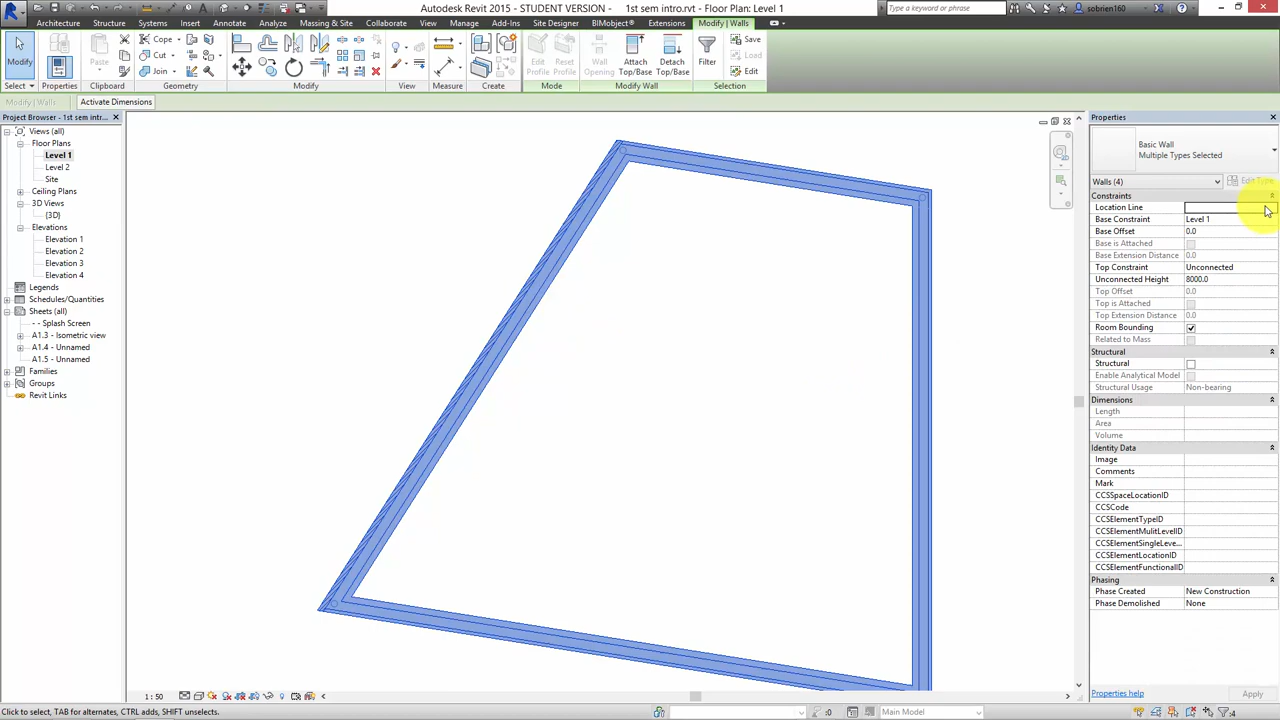 Autodesk Revit 2015 - STUDENT VERSION - 1st sem intro.rvt - Floor Plan: Level 1
Type a keyword or phrase
sobrien160
Architecture Structure Systems Insert Annotate Analyze Massing & Site Collaborate View Manage Add-Ins Site Designer BIMobject® Extensions Modify | Walls
Modify
Paste
Cope
Cut
Join
Edit Profile
Reset Profile
Wall Opening
Attach Top/Base
Detach Top/Base
Filter
Save
Load
Edit
Select Properties Clipboard Geometry Modify View Measure Create Mode Modify Wall Selection
Modify | Walls
Activate Dimensions
Project Browser - 1st sem intro...
Views (all)
Floor Plans
Level 1
Level 2
Site
Ceiling Plans
3D Views
{3D}
Elevations
Elevation 1
Elevation 2
Elevation 3
Elevation 4
Legends
Schedules/Quantities
Sheets (all)
- - Splash Screen
A1.3 - Isometric view
A1.4 - Unnamed
A1.5 - Unnamed
Families
Groups
Revit Links
Properties
Basic Wall
Multiple Types Selected
Walls (4)
Edit Type
Constraints
Location Line
Base Constraint Level 1
Base Offset 0.0
Base is Attached
Base Extension Distance 0.0
Top Constraint Unconnected
Unconnected Height 8000.0
Top Offset 0.0
Top is Attached
Top Extension Distance 0.0
Room Bounding
Related to Mass
Structural
Structural
Enable Analytical Model
Structural Usage Non-bearing
Dimensions
Length
Area
Volume
Identity Data
Image
Comments
Mark
CCSSpaceLocationID
CCSCode
CCSElementTypeID
CCSElementMulitLevelID
CCSElementSingleLeve...
CCSElementLocationID
CCSElementFunctionalID
Phasing
Phase Created New Construction
Phase Demolished None
Properties help
Apply
1 : 50
Click to select, TAB for alternates, CTRL adds, SHIFT unselects.
:0
Main Model
:4